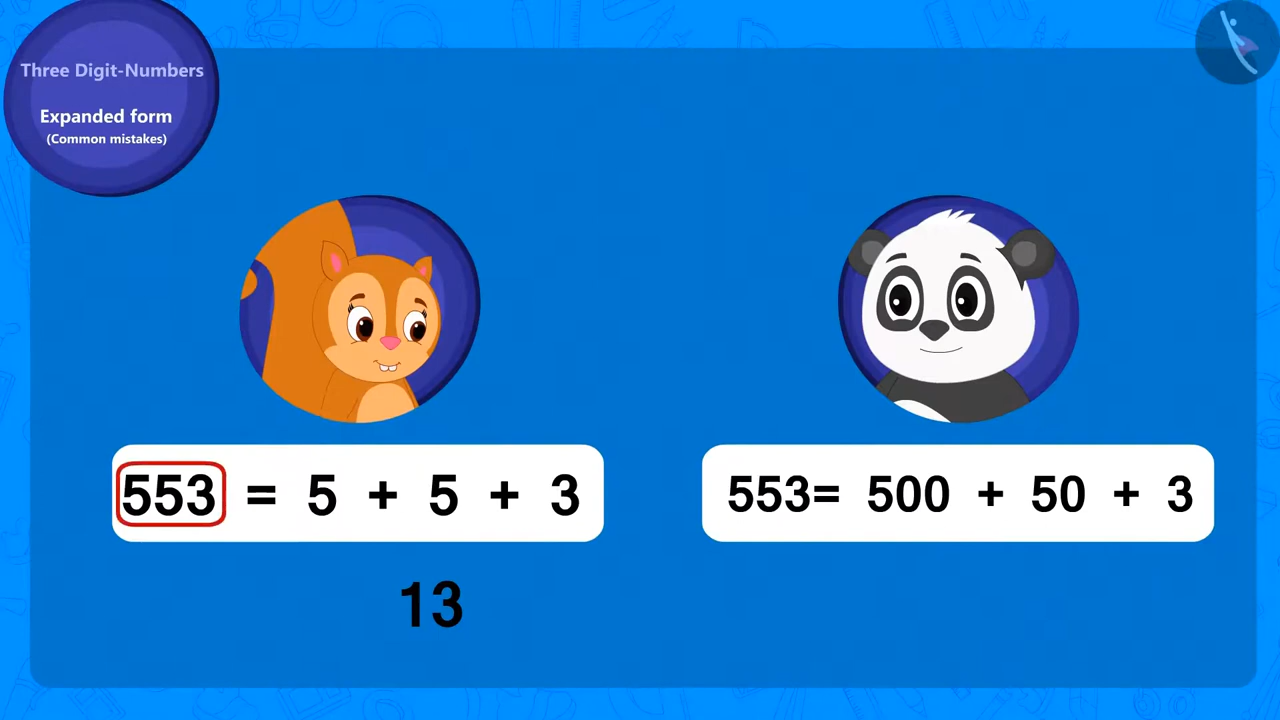 Three Digit-Numbers
Expanded form
(Common mistakes)
553 = 5 + 5 + 3
553= 500 + 50 + 3
13